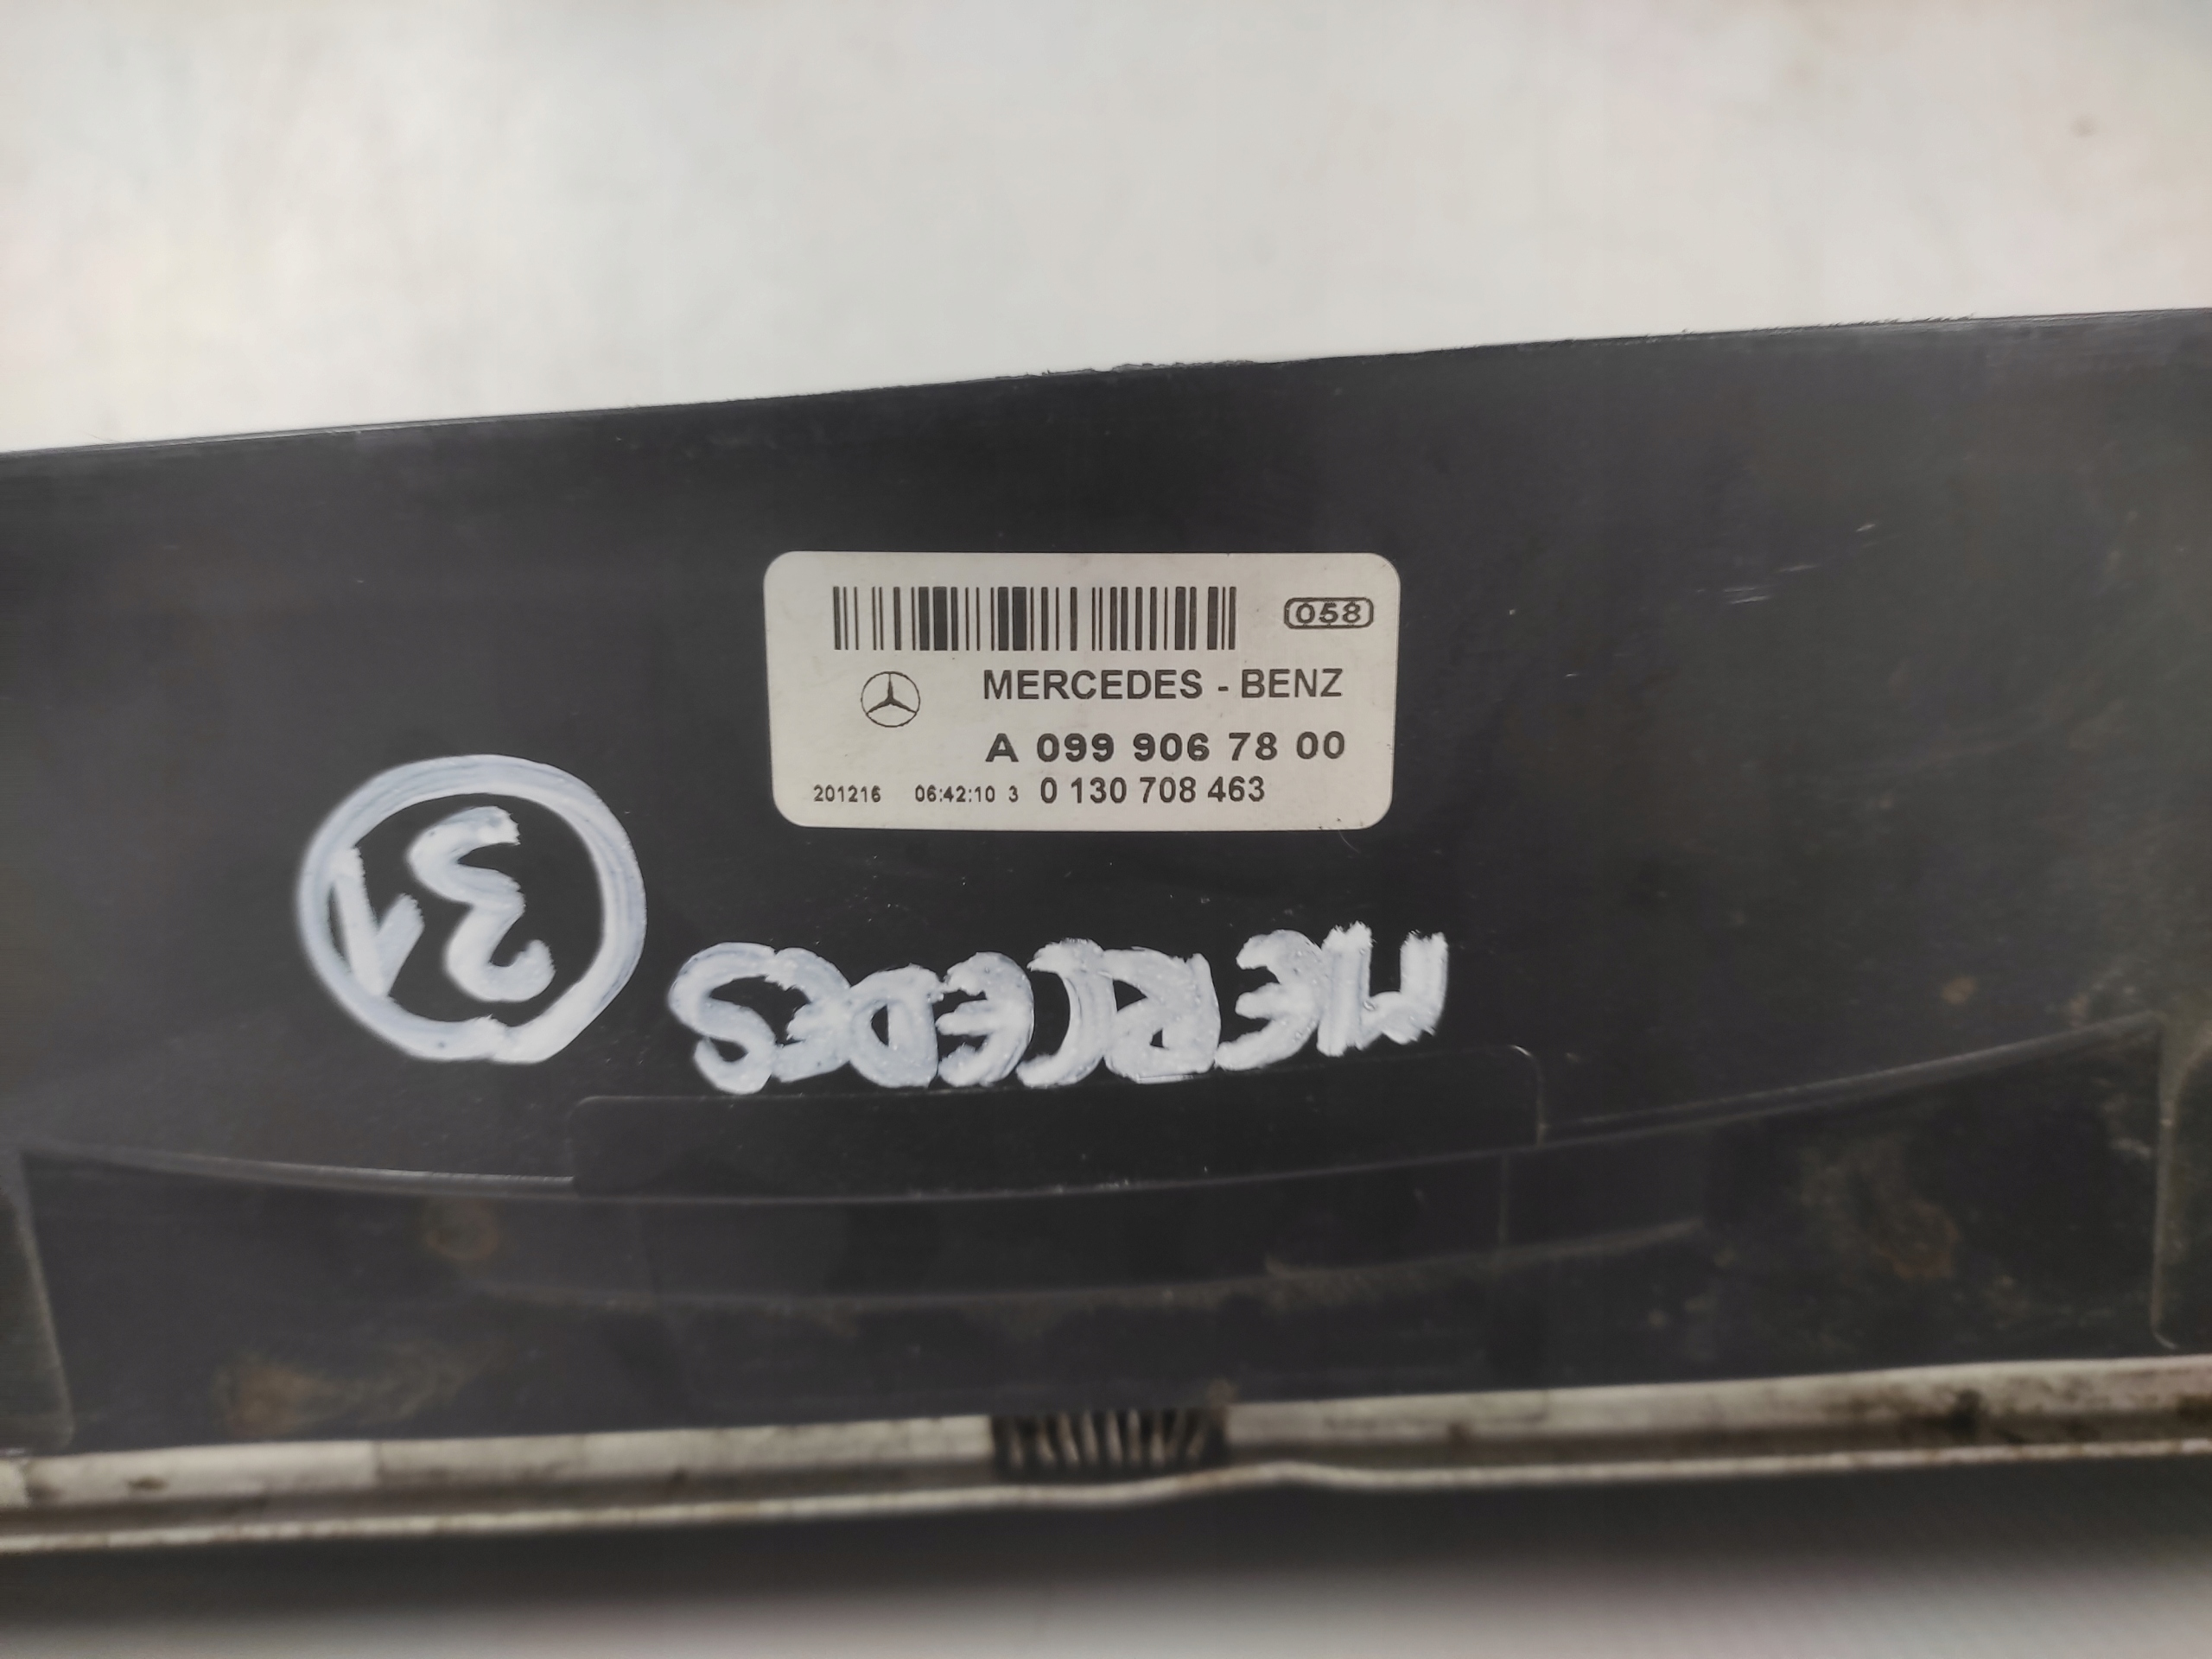 058
MERCEDES - BENZ
A 099 906 78 00
201216 06:42:10 3 0 130 708 463
31
MERCEDES